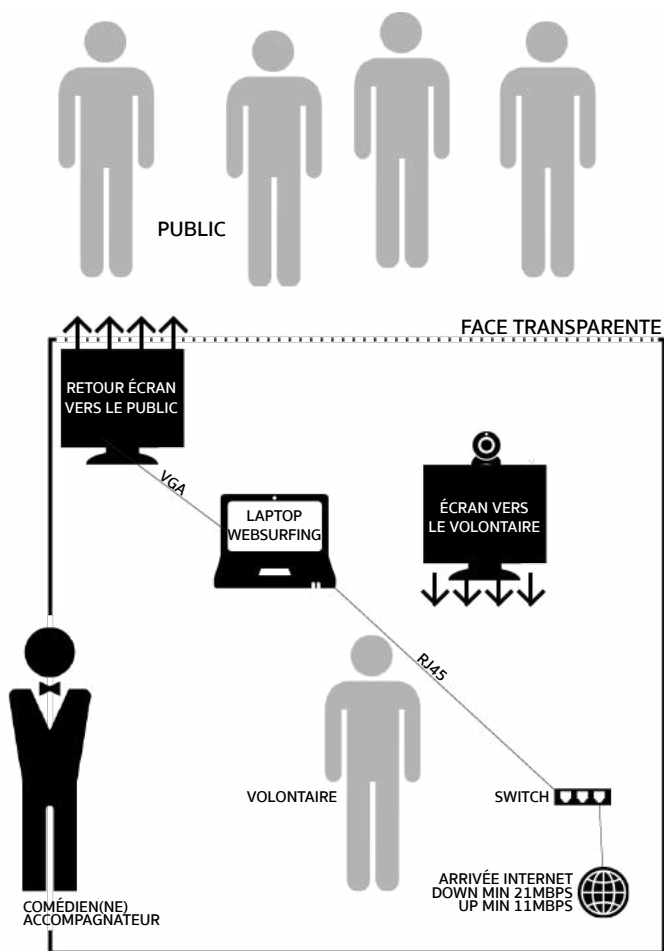 PUBLIC
FACE TRANSPARENTE
RETOUR ÉCRAN
VERS LE PUBLIC
VGA
LAPTOP
WEBSURFING
ÉCRAN VERS
LE VOLONTAIRE
RJ45
VOLONTAIRE
SWITCH
ARRIVÉE INTERNET
DOWN MIN 21MBPS
UP MIN 11MBPS
COMÉDIEN(NE)
ACCOMPAGNATEUR